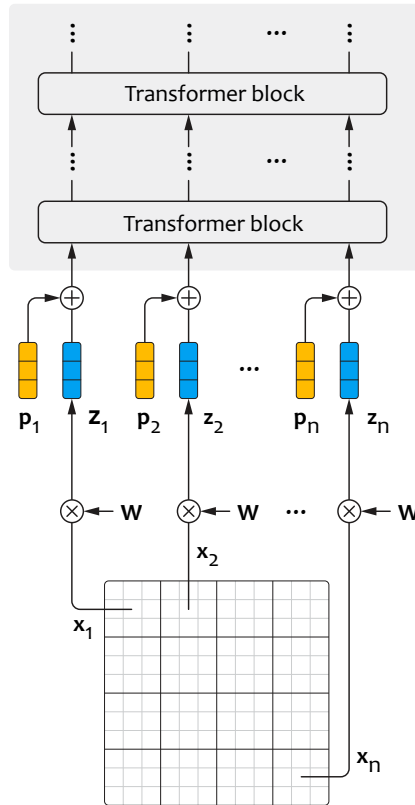 Transformer block
Transformer block
p₁ z₁ p₂ z₂ pₙ zₙ
W W W
x₂
x₁
xₙ